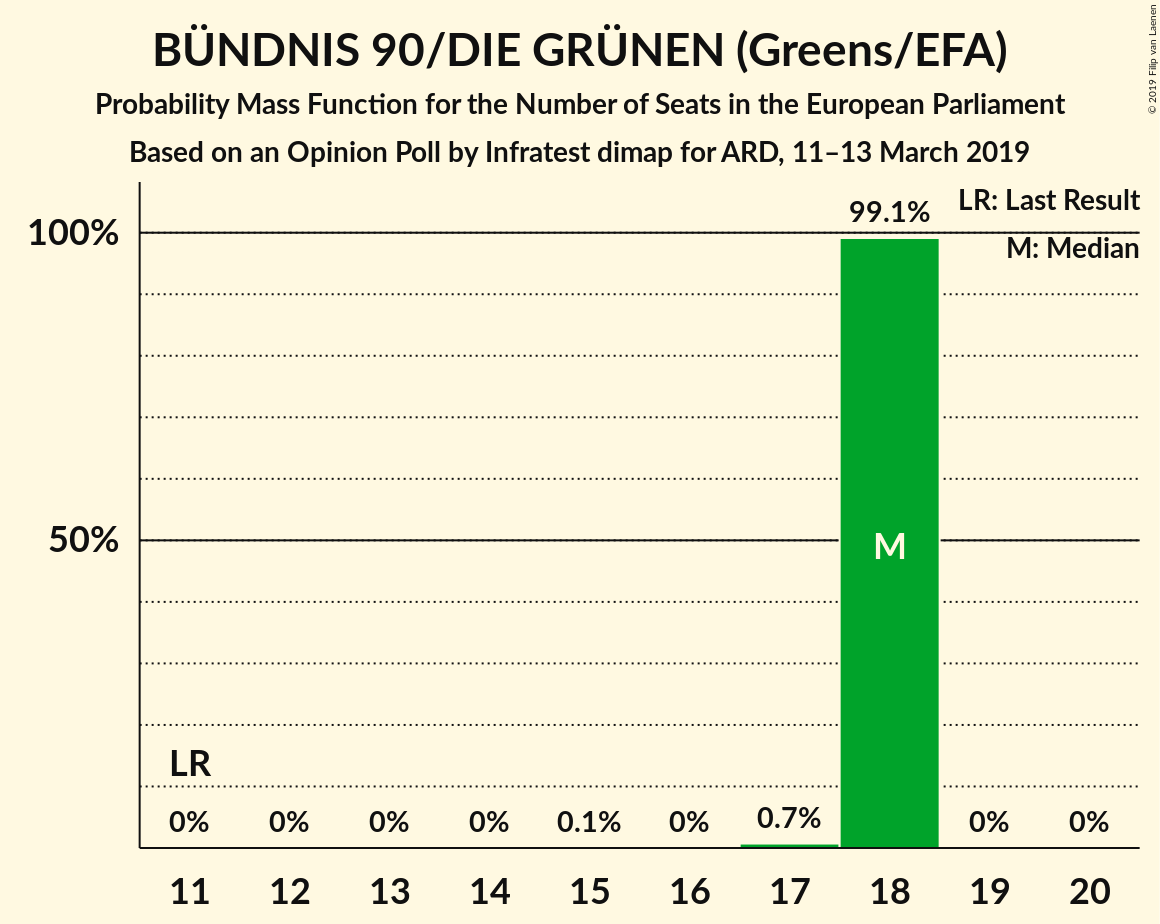 BÜNDNIS 90/DIE GRÜNEN (Greens/EFA)
Probability Mass Function for the Number of Seats in the European Parliament
Based on an Opinion Poll by Infratest dimap for ARD, 11–13 March 2019
© 2019 Filip van Laenen
LR: Last Result
M: Median
99.1%
100%
50%
M
LR
0% 0% 0% 0% 0.1% 0% 0.7% 0% 0%
11 12 13 14 15 16 17 18 19 20